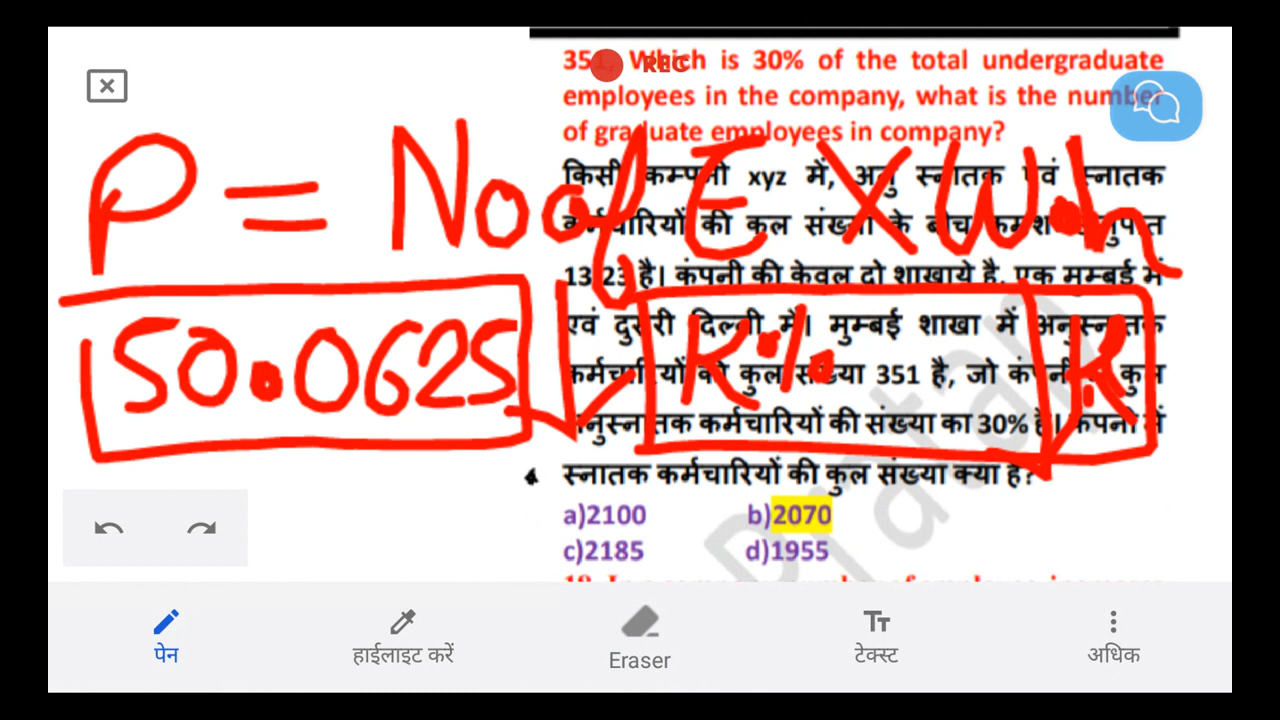 351, Which is 30% of the total undergraduate
REC
employees in the company, what is the number
of graduate employees in company?
P = No of E X W.h
किसी कम्पनी xyz में, अनु स्नातक एवं स्नातक
कर्मचारियों की कुल संख्या के बीच क्रमश अनुपात
13:23 है। कंपनी की केवल दो शाखाये है, एक मुम्बई में
एवं दुसरी दिल्ली में। मुम्बई शाखा में अनुस्नातक
50.0625 R% R
कर्मचारियों की कुल संख्या 351 है, जो कंपनी के कुल
अनुस्नातक कर्मचारियों की संख्या का 30% है। कंपनी में
स्नातक कर्मचारियों की कुल संख्या क्या है?
a)2100 b)2070
c)2185 d)1955
पेन हाईलाइट करें Eraser टेक्स्ट अधिक